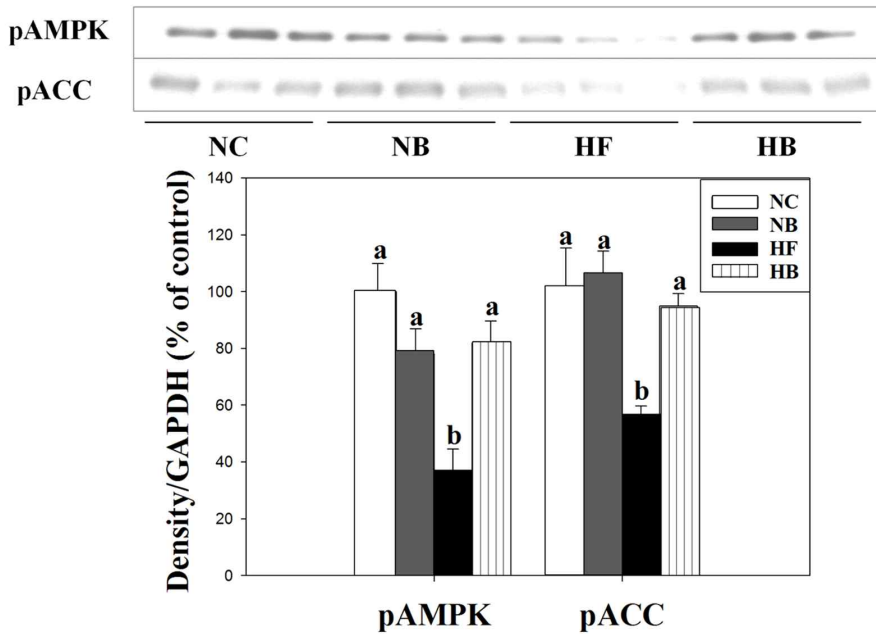 pAMPK
pACC
NC NB HF HB
Density/GAPDH (% of control)
140
120
100
80
60
40
20
0
NC
NB
HF
HB
a a b a
a a b a
pAMPK pACC